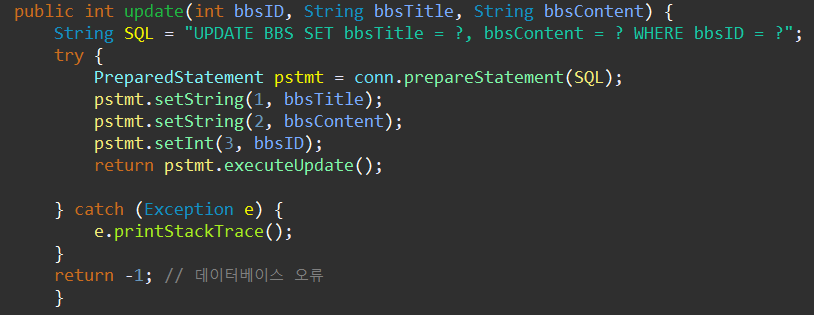 public int update(int bbsID, String bbsTitle, String bbsContent) {
String SQL = "UPDATE BBS SET bbsTitle = ?, bbsContent = ? WHERE bbsID = ?";
try {
PreparedStatement pstmt = conn.prepareStatement(SQL);
pstmt.setString(1, bbsTitle);
pstmt.setString(2, bbsContent);
pstmt.setInt(3, bbsID);
return pstmt.executeUpdate();
} catch (Exception e) {
e.printStackTrace();
}
return -1; // 데이터베이스 오류
}